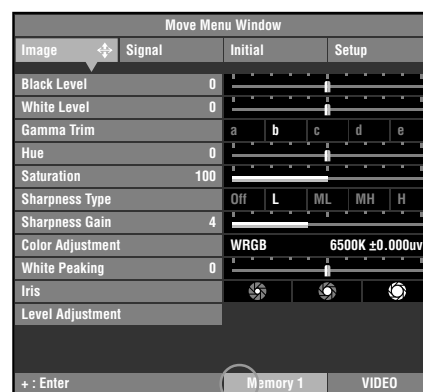 Move Menu Window
Image Signal Initial Setup
Black Level 0
White Level 0
Gamma Trim a b c d e
Hue 0
Saturation 100
Sharpness Type Off L ML MH H
Sharpness Gain 4
Color Adjustment WRGB 6500K ±0.000uv
White Peaking 0
Iris
Level Adjustment
+ : Enter Memory 1 VIDEO